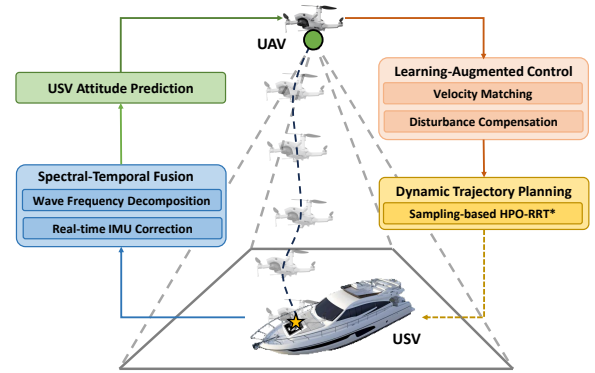 UAV
USV Attitude Prediction
Learning-Augmented Control
Velocity Matching
Disturbance Compensation
Spectral-Temporal Fusion
Wave Frequency Decomposition
Real-time IMU Correction
Dynamic Trajectory Planning
Sampling-based HPO-RRT*
USV